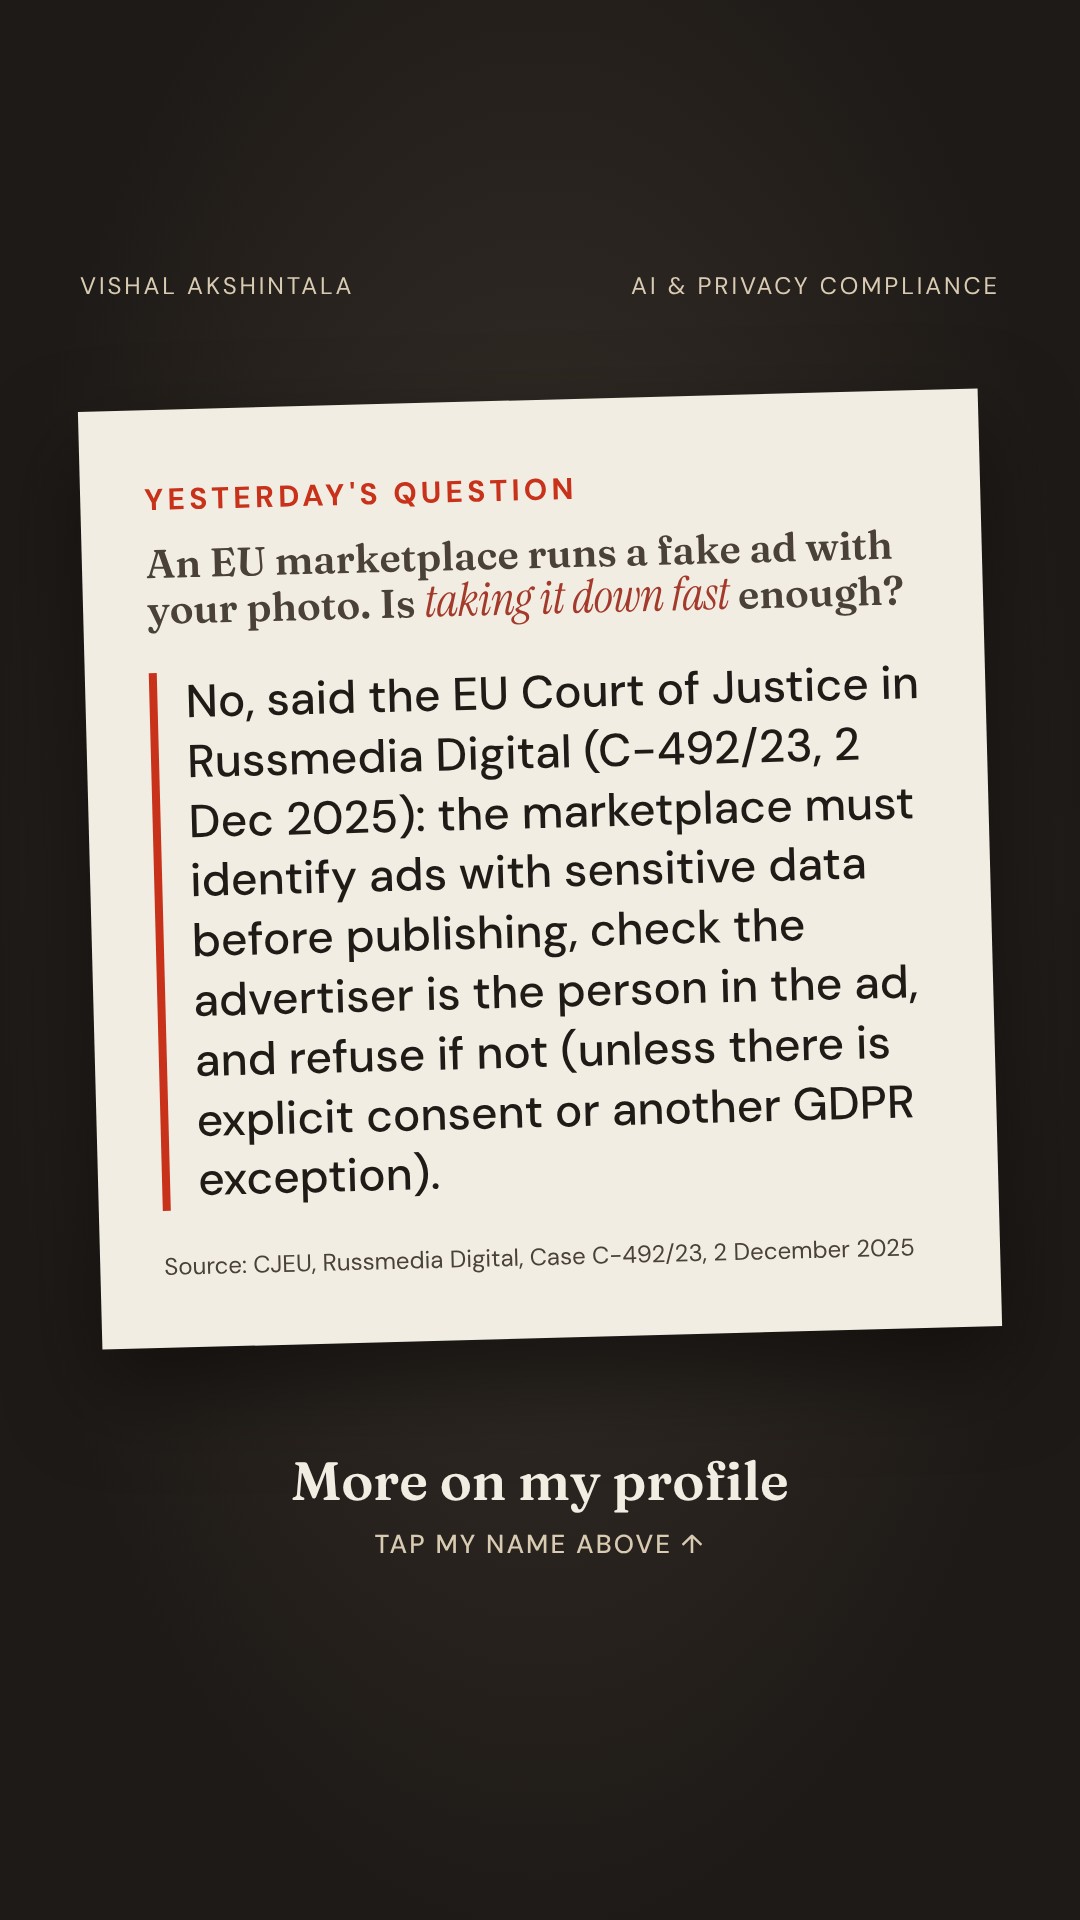 VISHAL AKSHINTALA
AI & PRIVACY COMPLIANCE
YESTERDAY'S QUESTION
An EU marketplace runs a fake ad with
your photo. Is taking it down fast enough?
No, said the EU Court of Justice in
Russmedia Digital (C-492/23, 2
Dec 2025): the marketplace must
identify ads with sensitive data
before publishing, check the
advertiser is the person in the ad,
and refuse if not (unless there is
explicit consent or another GDPR
exception).
Source: CJEU, Russmedia Digital, Case C-492/23, 2 December 2025
More on my profile
TAP MY NAME ABOVE ↑